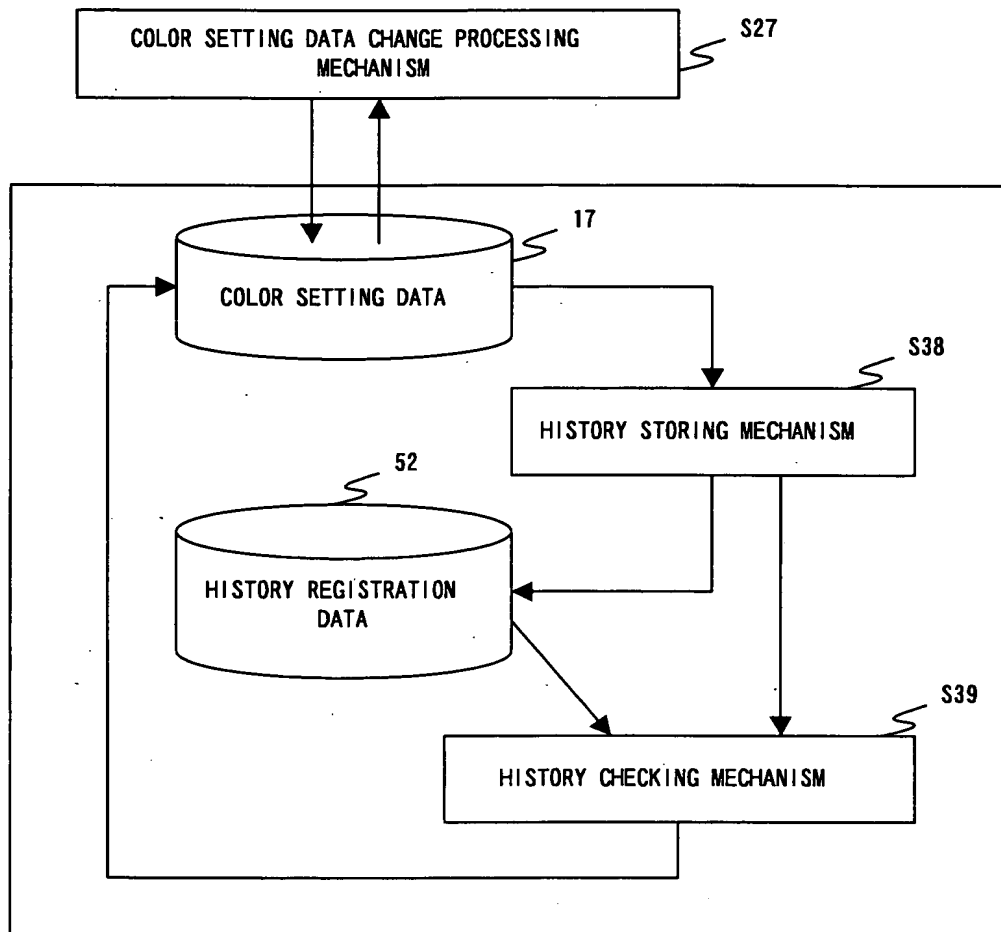 COLOR SETTING DATA CHANGE PROCESSING
MECHANISM
S27
17
COLOR SETTING DATA
S38
HISTORY STORING MECHANISM
52
HISTORY REGISTRATION
DATA
S39
HISTORY CHECKING MECHANISM